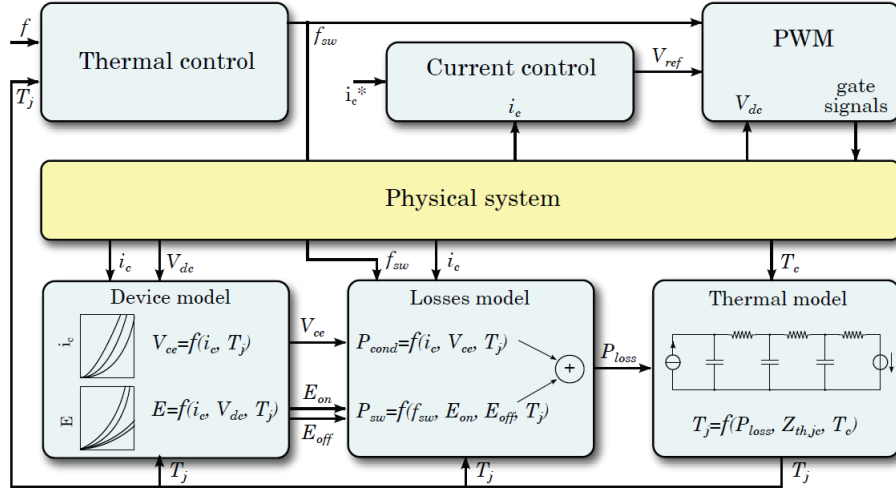 f
T_j
Thermal control
f_sw
i_c*
Current control
i_c
V_ref
PWM
V_dc
gate
signals
Physical system
i_c
V_dc
f_sw
i_c
T_c
Device model
i_c
V_ce=f(i_c, T_j)
E
E=f(i_c, V_dc, T_j)
V_ce
E_on
E_off
Losses model
P_cond=f(i_c, V_ce, T_j)
+
P_sw=f(f_sw, E_on, E_off, T_j)
P_loss
Thermal model
T_j=f(P_loss, Z_th,jc, T_c)
T_j
T_j
T_j